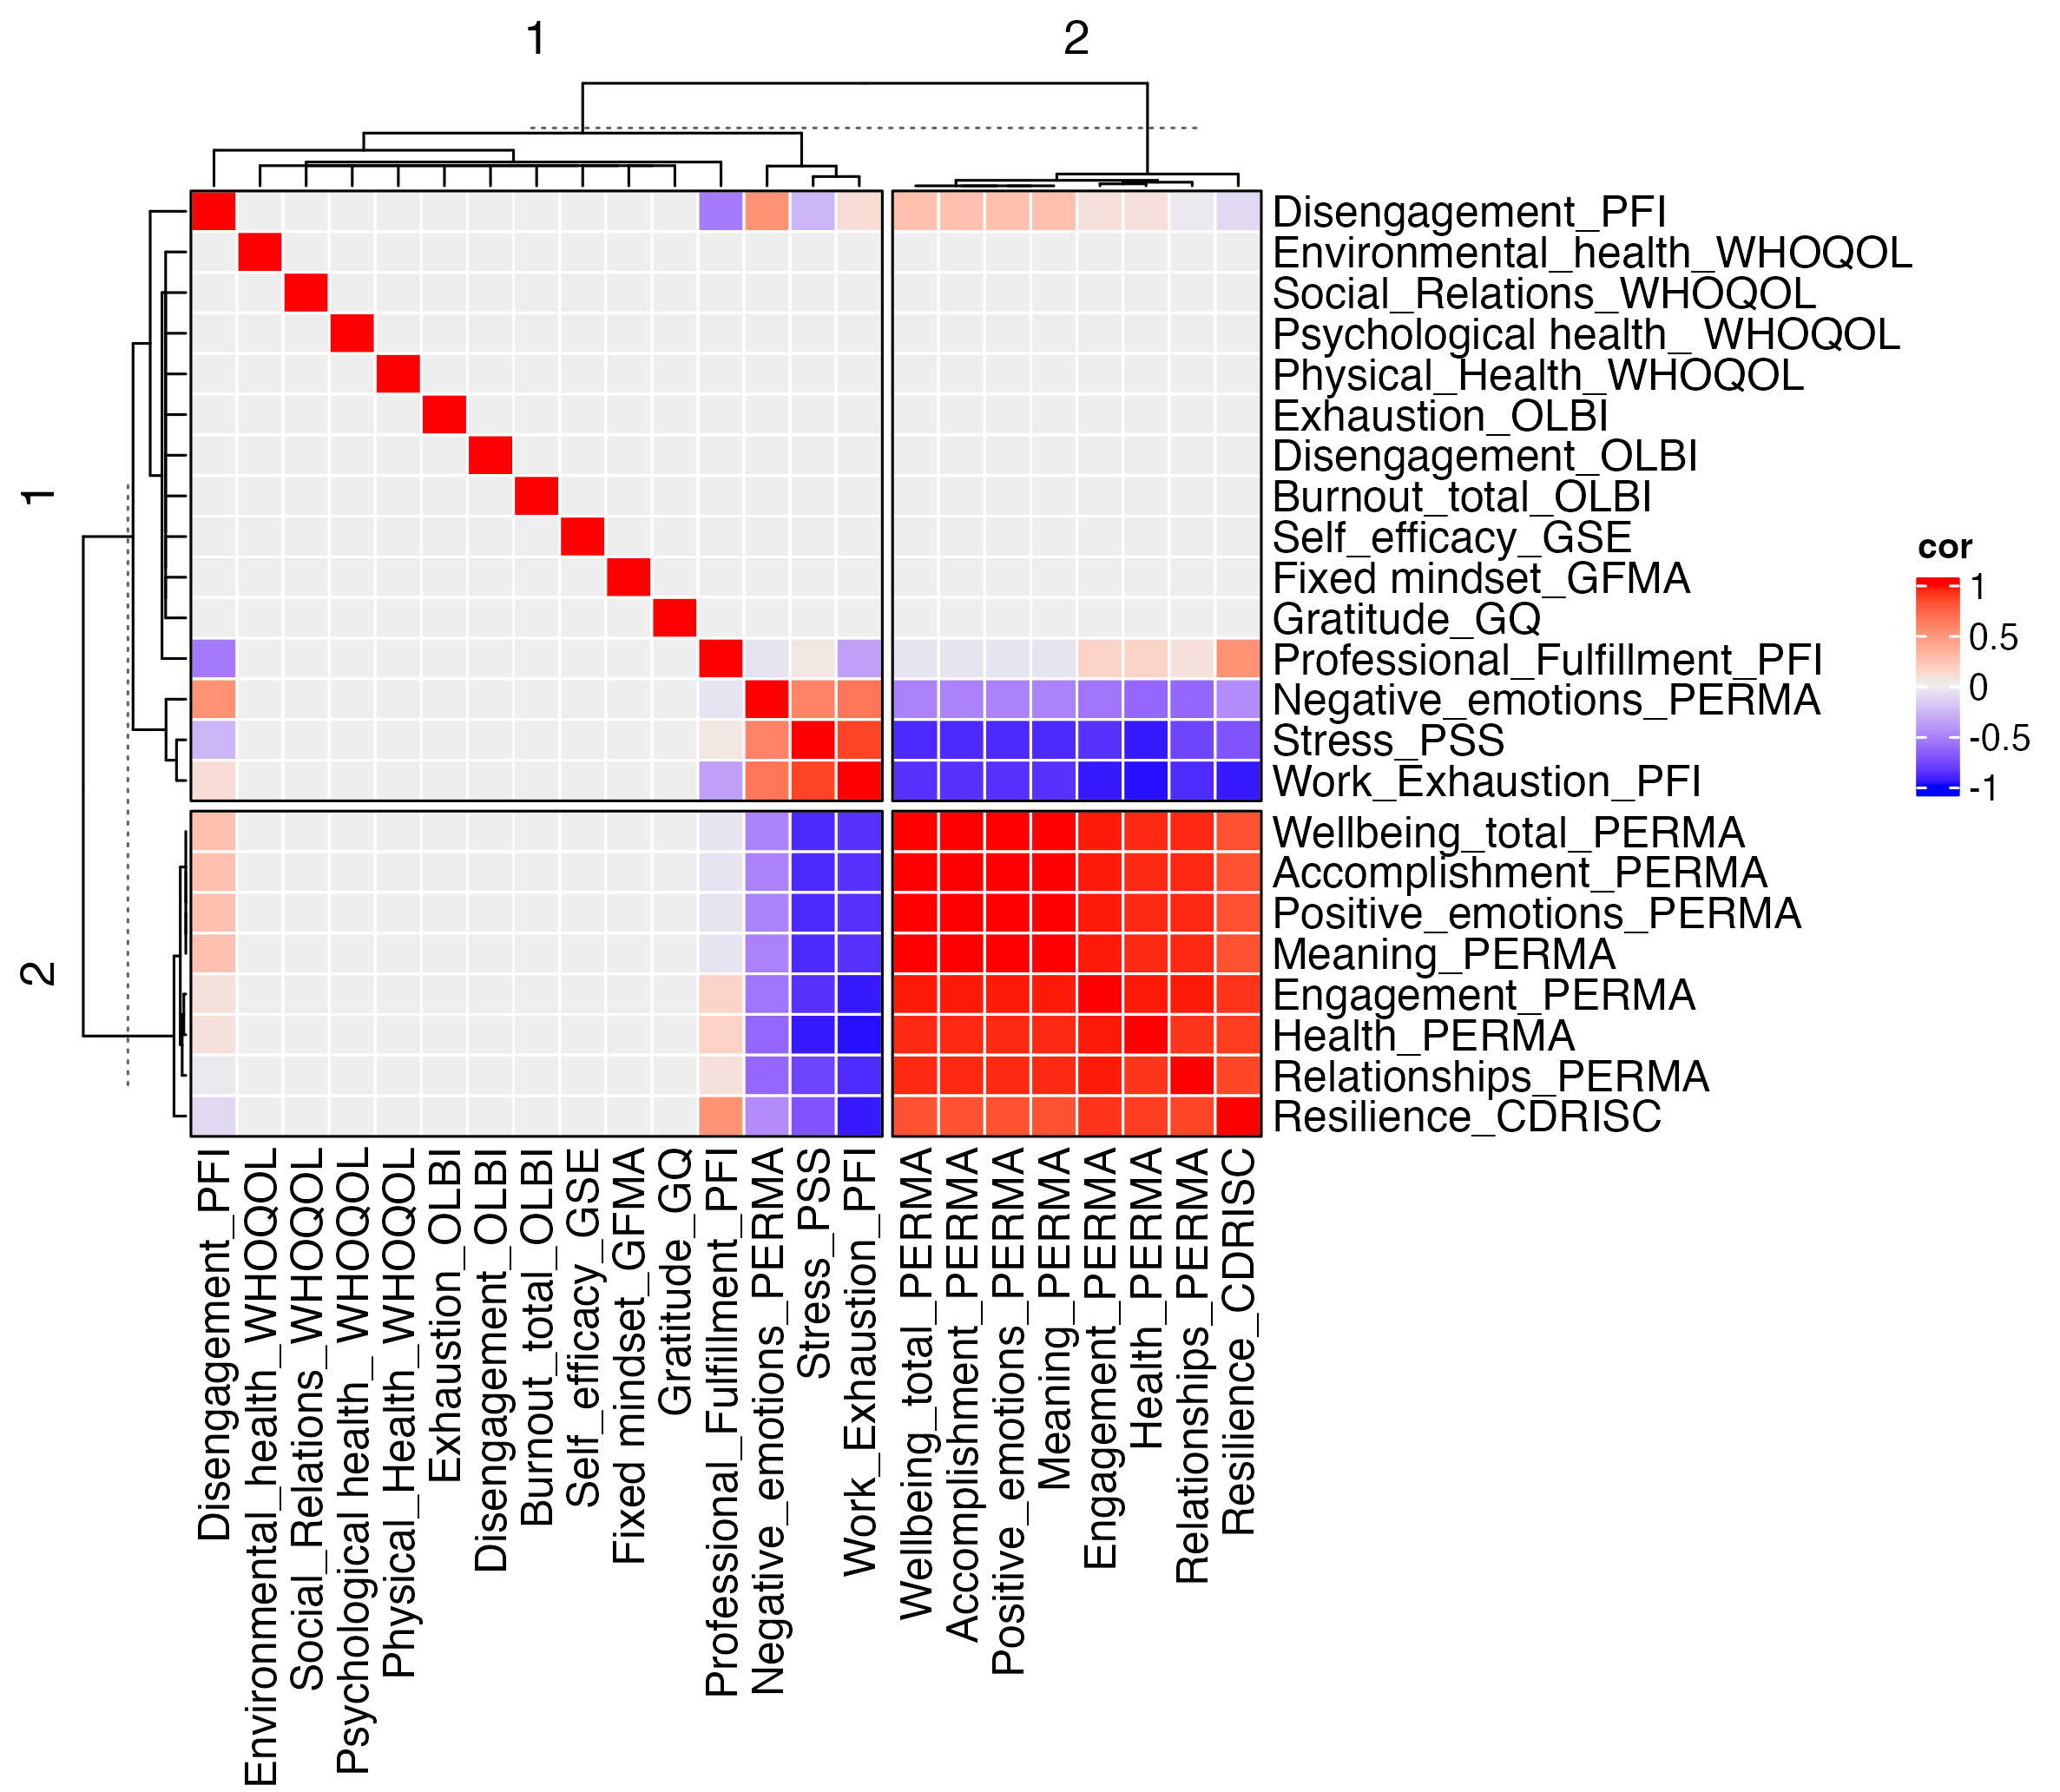 1
2
1
2
Disengagement_PFI
Environmental_health_WHOQOL
Social_Relations_WHOQOL
Psychological health_ WHOQOL
Physical_Health_WHOQOL
Exhaustion_OLBI
Disengagement_OLBI
Burnout_total_OLBI
Self_efficacy_GSE
Fixed mindset_GFMA
Gratitude_GQ
Professional_Fulfillment_PFI
Negative_emotions_PERMA
Stress_PSS
Work_Exhaustion_PFI
Wellbeing_total_PERMA
Accomplishment_PERMA
Positive_emotions_PERMA
Meaning_PERMA
Engagement_PERMA
Health_PERMA
Relationships_PERMA
Resilience_CDRISC
cor
1
0.5
0
-0.5
-1
Disengagement_PFI
Environmental_health_WHOQOL
Social_Relations_WHOQOL
Psychological health_ WHOQOL
Physical_Health_WHOQOL
Exhaustion_OLBI
Disengagement_OLBI
Burnout_total_OLBI
Self_efficacy_GSE
Fixed mindset_GFMA
Gratitude_GQ
Professional_Fulfillment_PFI
Negative_emotions_PERMA
Stress_PSS
Work_Exhaustion_PFI
Wellbeing_total_PERMA
Accomplishment_PERMA
Positive_emotions_PERMA
Meaning_PERMA
Engagement_PERMA
Health_PERMA
Relationships_PERMA
Resilience_CDRISC